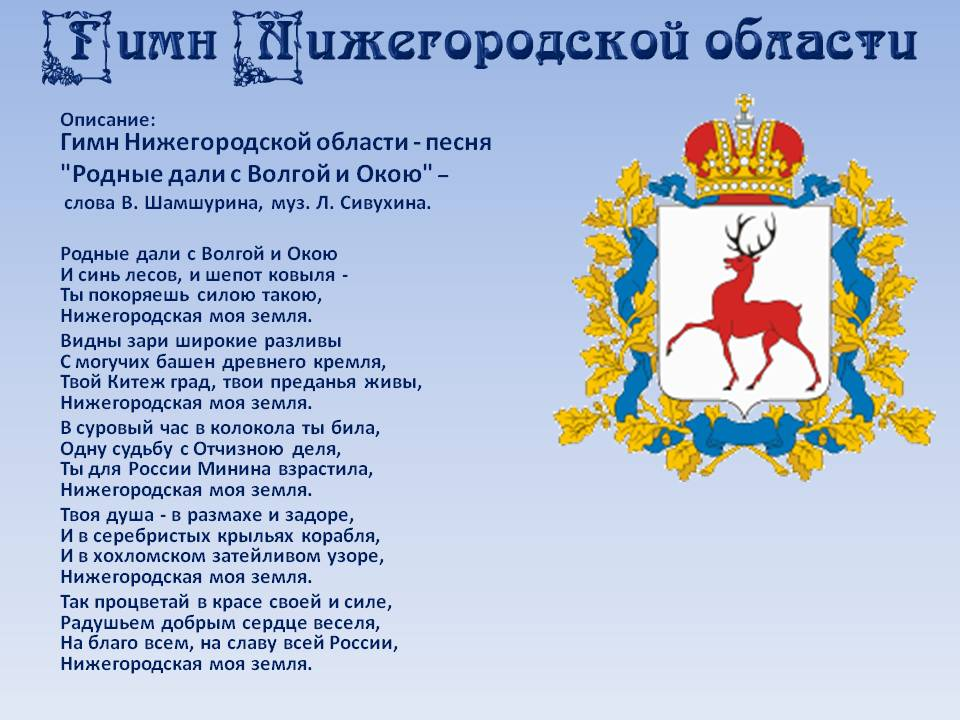 Гимн Нижегородской области
Описание:
Гимн Нижегородской области - песня
"Родные дали с Волгой и Окою" –
слова В. Шамшурина, муз. Л. Сивухина.
Родные дали с Волгой и Окою
И синь лесов, и шепот ковыля -
Ты покоряешь силою такою,
Нижегородская моя земля.
Видны зари широкие разливы
С могучих башен древнего кремля,
Твой Китеж град, твои преданья живы,
Нижегородская моя земля.
В суровый час в колокола ты била,
Одну судьбу с Отчизною деля,
Ты для России Минина взрастила,
Нижегородская моя земля.
Твоя душа - в размахе и задоре,
И в серебристых крыльях корабля,
И в хохломском затейливом узоре,
Нижегородская моя земля.
Так процветай в красе своей и силе,
Радушьем добрым сердце веселя,
На благо всем, на славу всей России,
Нижегородская моя земля.